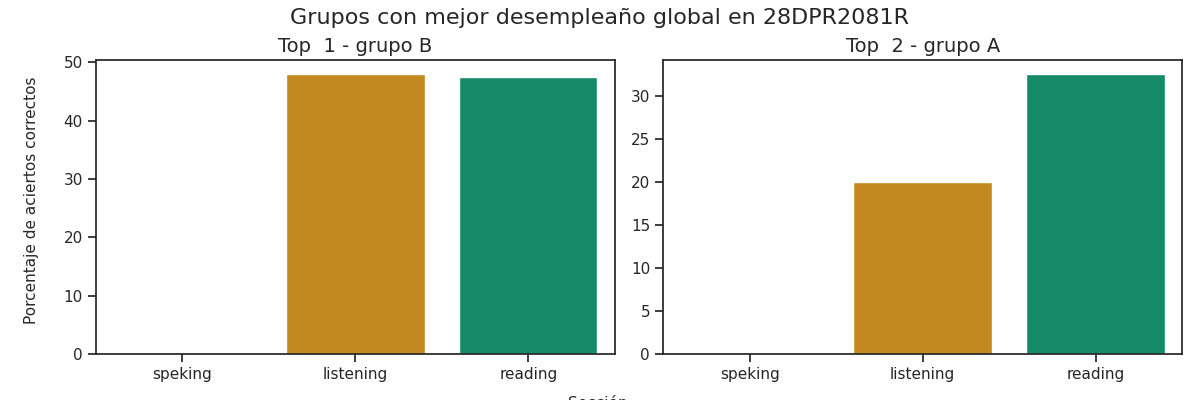 Grupos con mejor desempleaño global en 28DPR2081R
Top  1 - grupo B
Porcentaje de aciertos correctos
50
40
30
20
10
0
speking
listening
reading
Top  2 - grupo A
30
25
20
15
10
5
0
speking
listening
reading
Sección